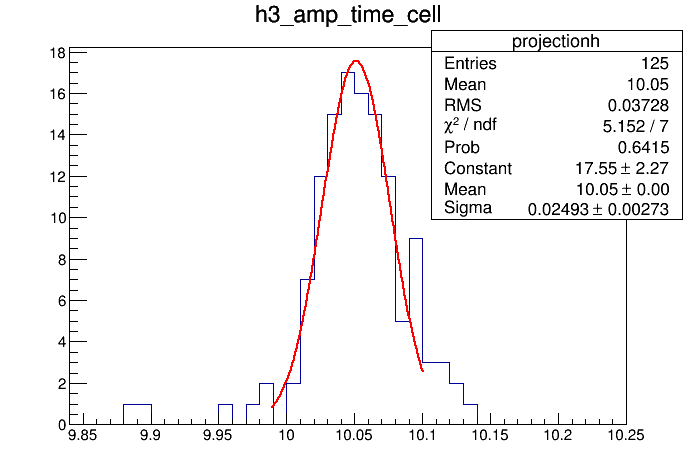 h3_amp_time_cell
projectionh
Entries 125
Mean 10.05
RMS 0.03728
χ² / ndf 5.152 / 7
Prob 0.6415
Constant 17.55 ± 2.27
Mean 10.05 ± 0.00
Sigma 0.02493 ± 0.00273
18
16
14
12
10
8
6
4
2
0
9.85 9.9 9.95 10 10.05 10.1 10.15 10.2 10.25